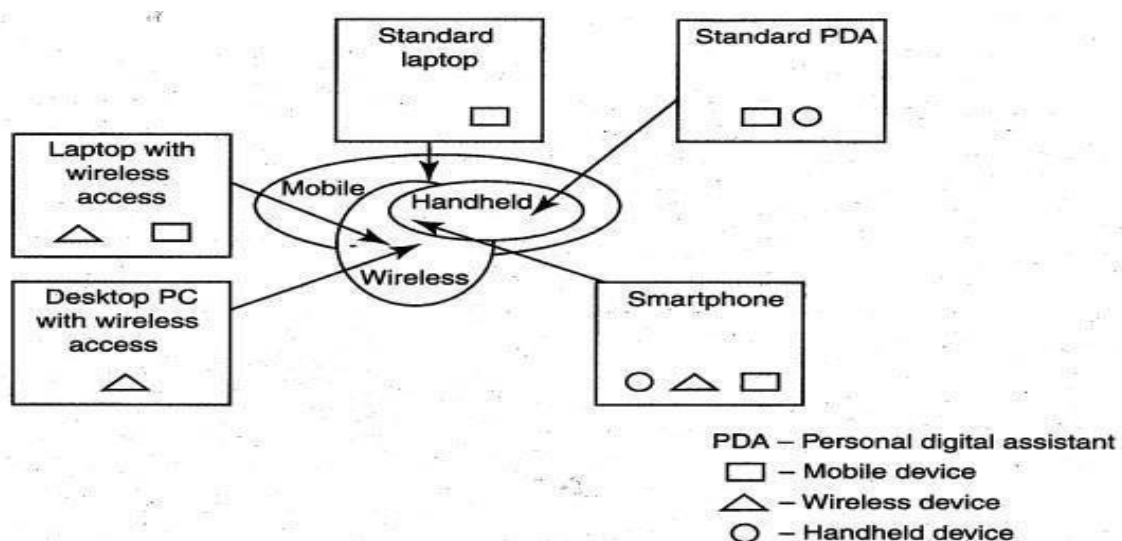 Standard
laptop
Standard PDA
Laptop with
wireless
access
Mobile
Handheld
Wireless
Desktop PC
with wireless
access
Smartphone
PDA – Personal digital assistant
– Mobile device
– Wireless device
– Handheld device